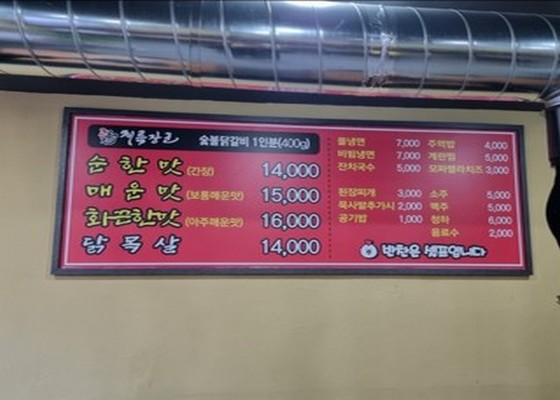 숯불닭갈비 1인분(400g)
순한맛 (간장) 14,000
매운맛 (보통매운맛) 15,000
화끈한맛 (아주매운맛) 16,000
닭목살 14,000
물냉면 7,000
비빔냉면 7,000
잔치국수 5,000
된장찌개 3,000
묵사발추가시 2,000
공기밥 1,000
주먹밥 4,000
계란찜 5,000
모짜렐라치즈 3,000
소주 5,000
맥주 5,000
청하 6,000
음료수 2,000
반찬은 셀프입니다